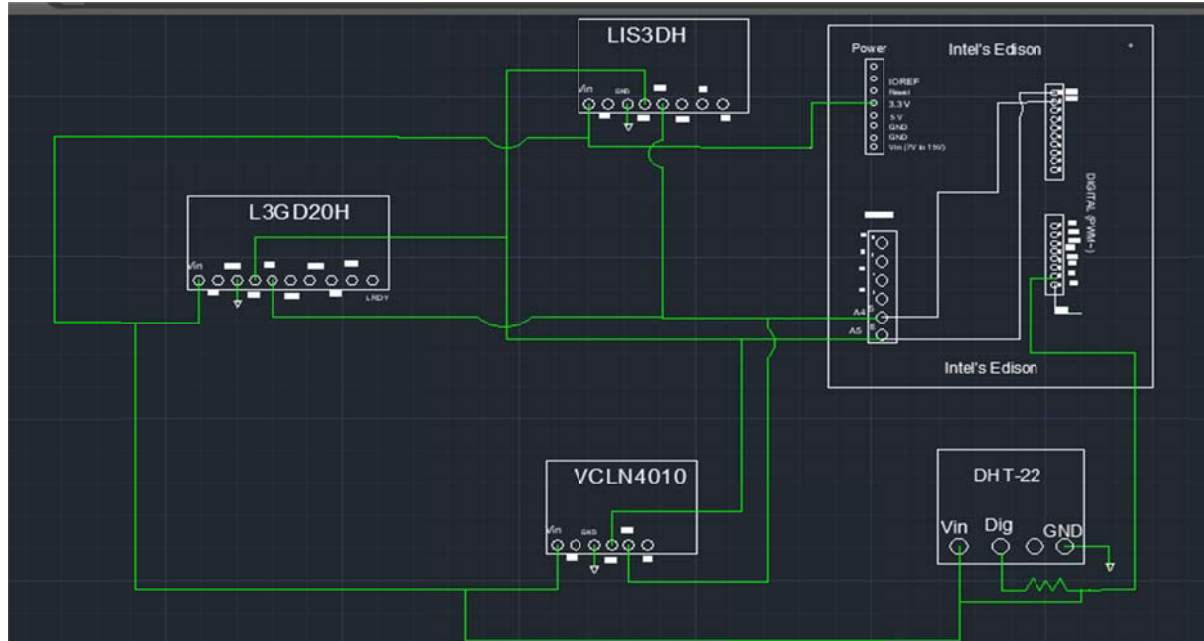 LIS3DH
Vin GND
Power
Intel's Edison
IOREF
Reset
3.3 V
5 V
GND
GND
Vin (7V to 15V)
DIGITAL (PWM~)
A4
A5
Intel's Edison
L3GD20H
Vin
LRDY
VCLN4010
Vin GND
DHT-22
Vin Dig GND